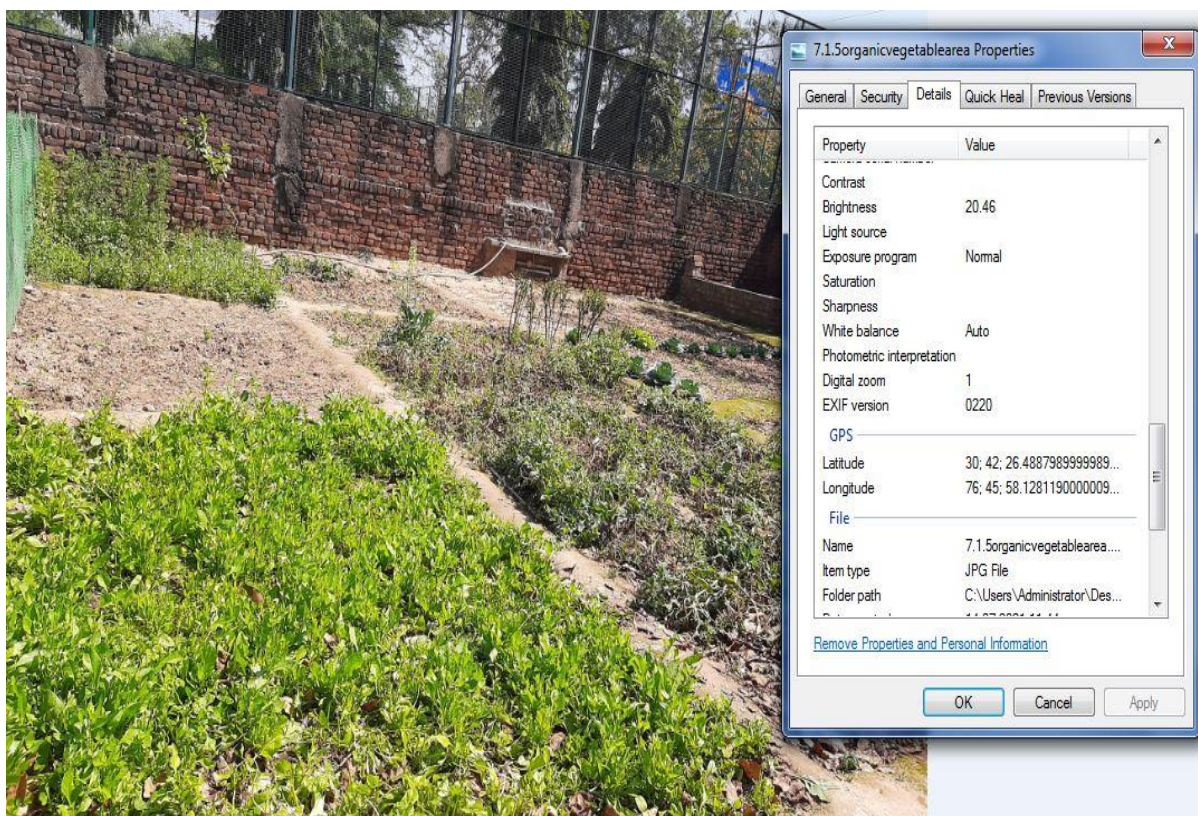 7.1.5organicvegetablearea Properties
X
General Security Details Quick Heal Previous Versions
Property Value
Contrast
Brightness 20.46
Light source
Exposure program Normal
Saturation
Sharpness
White balance Auto
Photometric interpretation
Digital zoom 1
EXIF version 0220
GPS
Latitude 30; 42; 26.4887989999989...
Longitude 76; 45; 58.1281190000009...
File
Name 7.1.5organicvegetablearea....
Item type JPG File
Folder path C:\Users\Administrator\Des...
Remove Properties and Personal Information
OK Cancel Apply